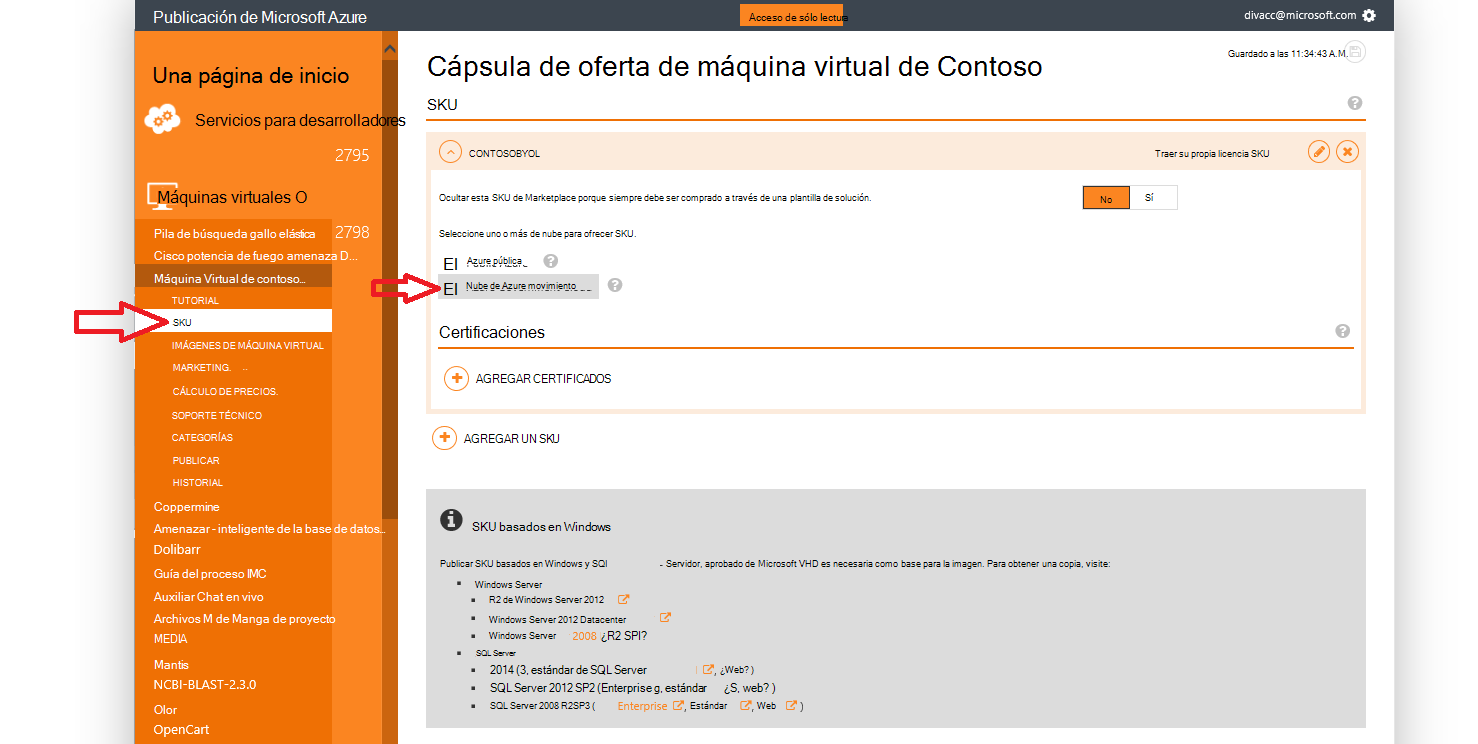 Publicación de Microsoft Azure
Acceso de sólo lectura
divacc@microsoft.com
Una página de inicio
Servicios para desarrolladores
2795
Máquinas virtuales O
Pila de búsqueda gallo elástica
2798
Cisco potencia de fuego amenaza D...
Máquina Virtual de contoso...
TUTORIAL
SKU
IMÁGENES DE MÁQUINA VIRTUAL
MARKETING.
CÁLCULO DE PRECIOS.
SOPORTE TÉCNICO
CATEGORÍAS
PUBLICAR
HISTORIAL
Coppermine
Amenazar - inteligente de la base de datos...
Dolibarr
Guía del proceso IMC
Auxiliar Chat en vivo
Archivos M de Manga de proyecto
MEDIA
Mantis
NCBI-BLAST-2.3.0
Olor
OpenCart
Guardado a las 11:34:43 A.M.
Cápsula de oferta de máquina virtual de Contoso
SKU
CONTOSOBYOL
Traer su propia licencia SKU
Ocultar esta SKU de Marketplace porque siempre debe ser comprado a través de una plantilla de solución.
No
Sí
Seleccione uno o más de nube para ofrecer SKU.
El Azure pública
El Nube de Azure movimiento
Certificaciones
AGREGAR CERTIFICADOS
AGREGAR UN SKU
SKU basados en Windows
Publicar SKU basados en Windows y SQl - Servidor, aprobado de Microsoft VHD es necesaria como base para la imagen. Para obtener una copia, visite:
Windows Server
R2 de Windows Server 2012
Windows Server 2012 Datacenter
Windows Server 2008 ¿R2 SPI?
SQL Server
2014 (3, estándar de SQL Server , ¿Web? )
SQL Server 2012 SP2 (Enterprise g, estándar ¿S, web? )
SQL Server 2008 R2SP3 ( Enterprise , Estándar , Web )